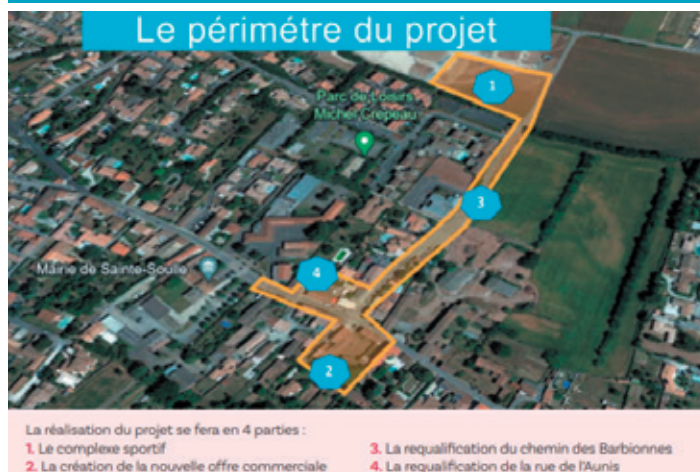 Le périmétre du projet
1
Parc de Loisirs
Michel Crépeau
3
4
Mairie de Sainte-Soulle
2
La réalisation du projet se fera en 4 parties :
1. Le complexe sportif
2. La création de la nouvelle offre commerciale
3. La requalification du chemin des Barbionnes
4. La requalification de la rue de l'Aunis